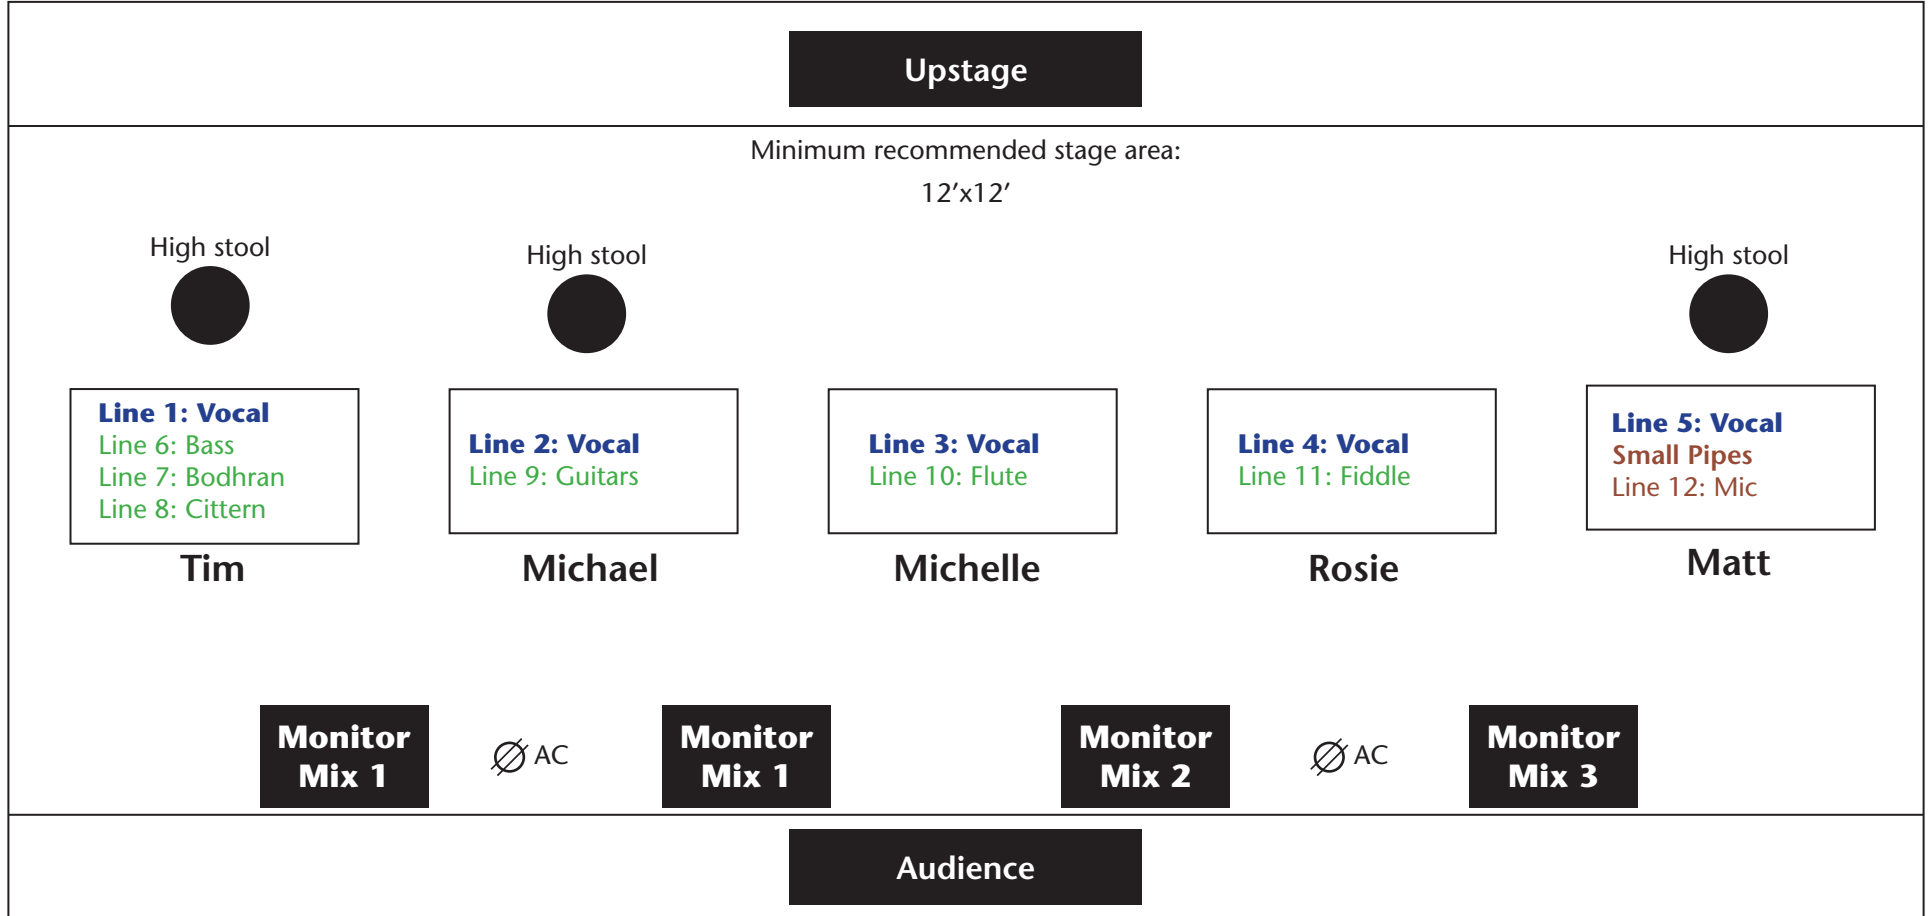 Upstage
Minimum recommended stage area:
12’x12’
High stool
High stool
High stool
Line 1: Vocal
Line 6: Bass
Line 7: Bodhran
Line 8: Cittern
Tim
Line 2: Vocal
Line 9: Guitars
Michael
Line 3: Vocal
Line 10: Flute
Michelle
Line 4: Vocal
Line 11: Fiddle
Rosie
Line 5: Vocal
Small Pipes
Line 12: Mic
Matt
Monitor
Mix 1
AC
Monitor
Mix 1
Monitor
Mix 2
AC
Monitor
Mix 3
Audience